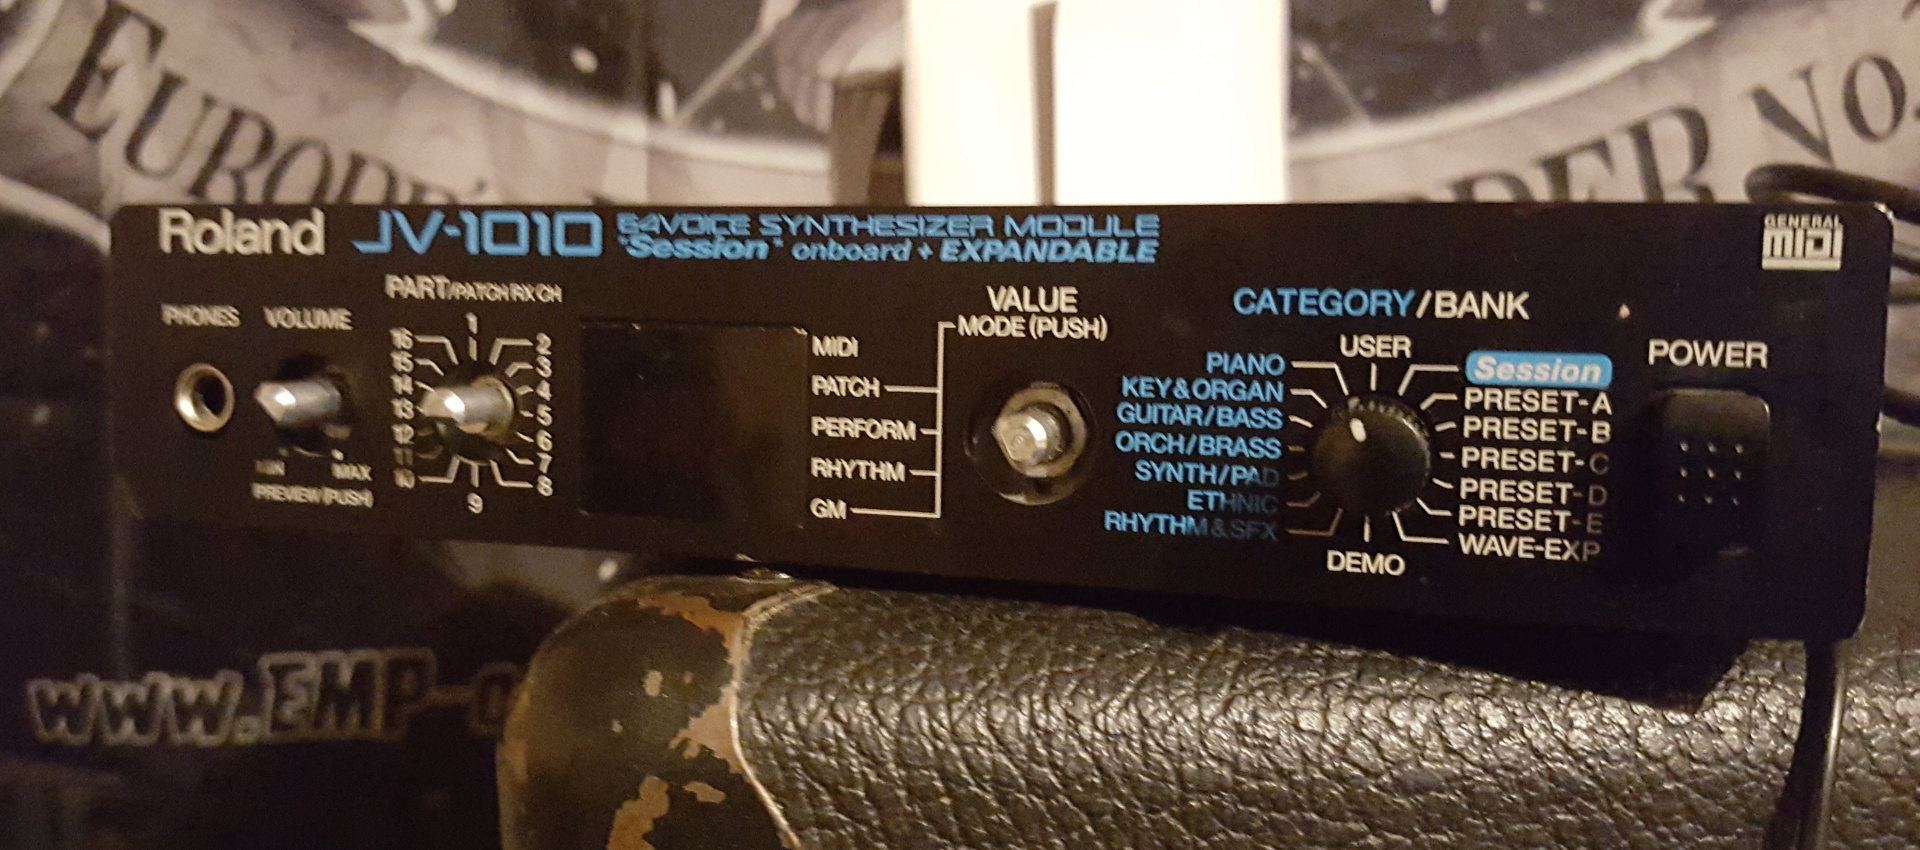 EUROPE'S
ORDER NO.
Roland JV-1010 64VOICE SYNTHESIZER MODULE
"Session" onboard + EXPANDABLE
GENERAL
MIDI
PHONES
VOLUME
MIN
MAX
PREVIEW (PUSH)
PART/PATCH RX CH
1
2
3
4
5
6
7
8
9
10
11
12
13
14
15
16
MIDI
PATCH
PERFORM
RHYTHM
GM
VALUE
MODE (PUSH)
CATEGORY/BANK
PIANO
KEY&ORGAN
GUITAR/BASS
ORCH/BRASS
SYNTH/PAD
ETHNIC
RHYTHM&SFX
USER
Session
PRESET-A
PRESET-B
PRESET-C
PRESET-D
PRESET-E
WAVE-EXP
DEMO
POWER
www.EMP-